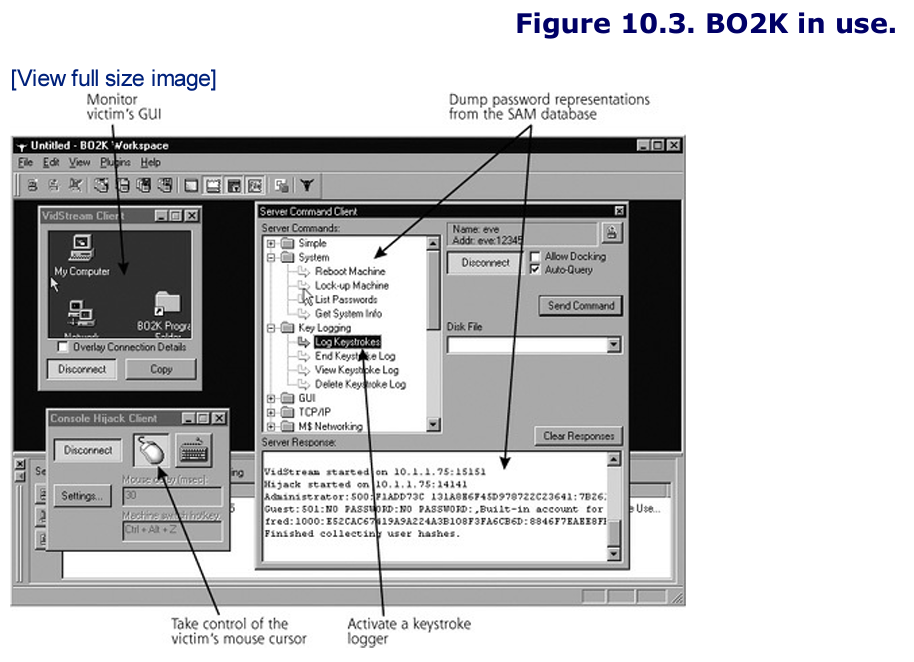 Figure 10.3. BO2K in use.
[View full size image]
Monitor
victim's GUI
Dump password representations
from the SAM database
Untitled - BO2K Workspace
File Edit View Plugins Help
VidStream Client
My Computer
Network
BO2K Progra
Folder
Overlay Connection Details
Disconnect Copy
Server Command Client
Server Commands:
Simple
System
Reboot Machine
Lock-up Machine
List Passwords
Get System Info
Key Logging
Log Keystrokes
End Keystroke Log
View Keystroke Log
Delete Keystroke Log
GUI
TCP/IP
M$ Networking
Name: eve
Addr: eve:12345
Disconnect
Allow Docking
Auto-Query
Send Command
Disk File
Clear Responses
Server Response:
VidStream started on 10.1.1.75:15151
Hijack started on 10.1.1.75:14141
Administrator:500:F1ADD73C 131A8E6F45D978722C23641:7B26
Guest:501:NO PASSWORD:NO PASSWORD:,Built-in account for
fred:1000:E52CAC67419A9A224A3B108F3FA6CB6D:8846F7EAEE8F
Finished collecting user hashes.
Console Hijack Client
Disconnect
Settings...
Mouse delay (msec):
30
Machine switch hotkey:
Ctrl + Alt + Z
Se
ing
5
e Use...
Take control of the
victim's mouse cursor
Activate a keystroke
logger